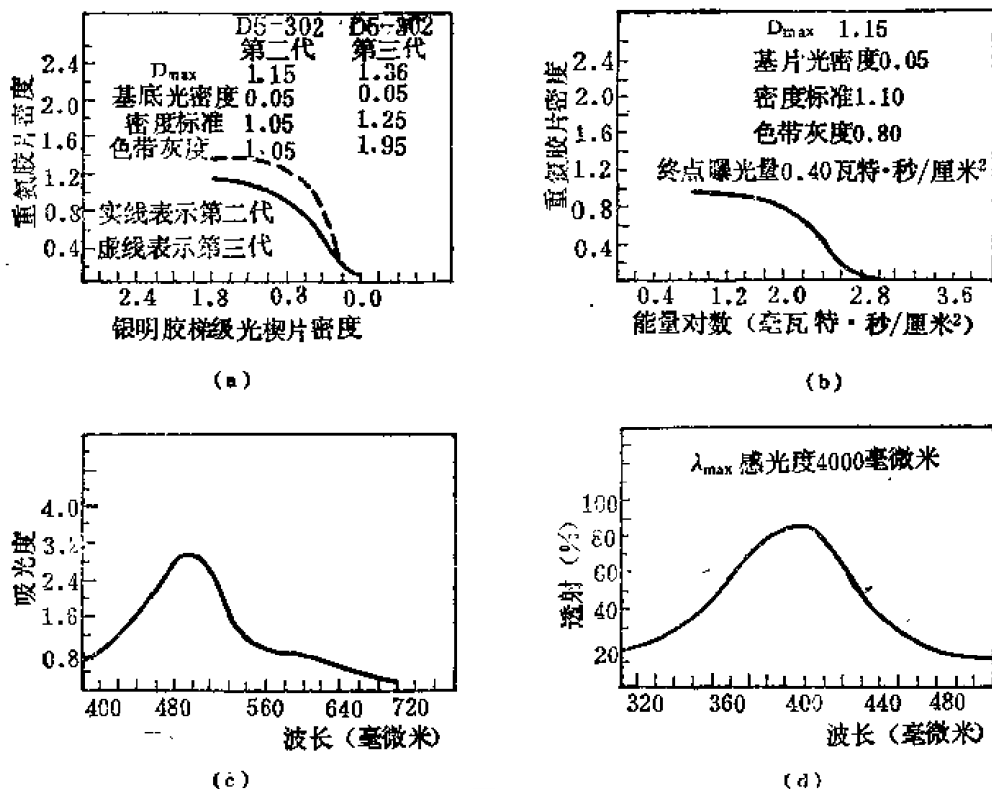 D5-302 D5-302
第二代 第三代
Dmax 1.15 1.36
基底光密度 0.05 0.05
密度标准 1.05 1.25
色带灰度 1.05 1.95
实线表示第二代
虚线表示第三代
重氮胶片密度
2.4
2.0
1.6
1.2
0.8
0.4
2.4 1.8 0.8 0.0
银明胶梯级光楔片密度
(a)
Dmax 1.15
基片光密度0.05
密度标准1.10
色带灰度0.80
终点曝光量0.40瓦特·秒/厘米²
重氮胶片密度
2.4
2.0
1.6
1.2
0.8
0.4
0.4 1.2 2.0 2.8 3.6
能量对数（毫瓦特·秒/厘米²）
(b)
吸光度
4.0
3.2
2.4
1.6
0.8
400 480 560 640 720
波长（毫微米）
(c)
λmax 感光度4000毫微米
透射（%）
100
80
60
40
20
320 360 400 440 480
波长（毫微米）
(d)